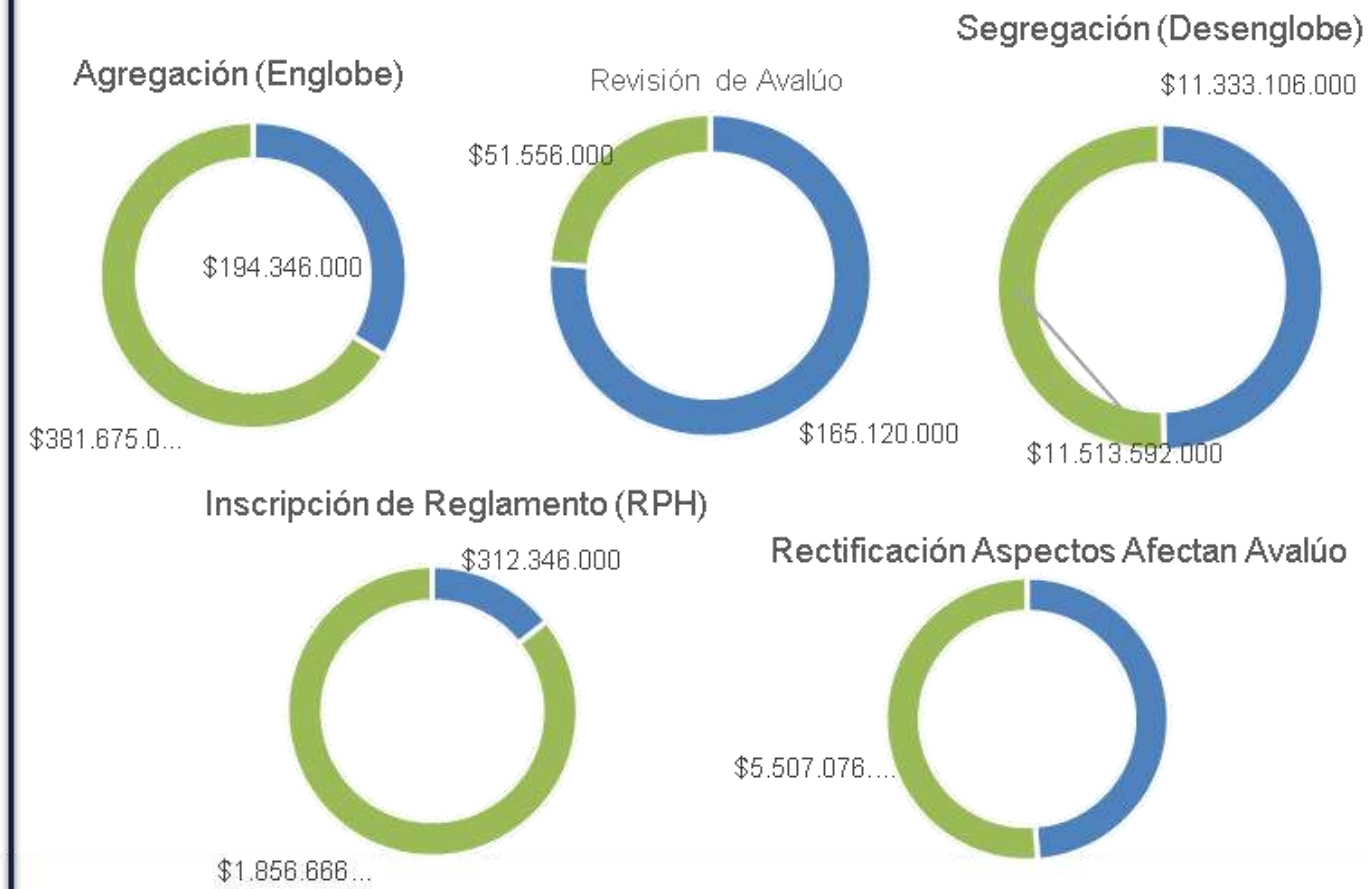 Agregación (Englobe)
$194.346.000
$381.675.0...
Revisión de Avalúo
$51.556.000
$165.120.000
Segregación (Desenglobe)
$11.333.106.000
$11.513.592.000
Inscripción de Reglamento (RPH)
$312.346.000
$1.856.666...
Rectificación Aspectos Afectan Avalúo
$5.507.076....